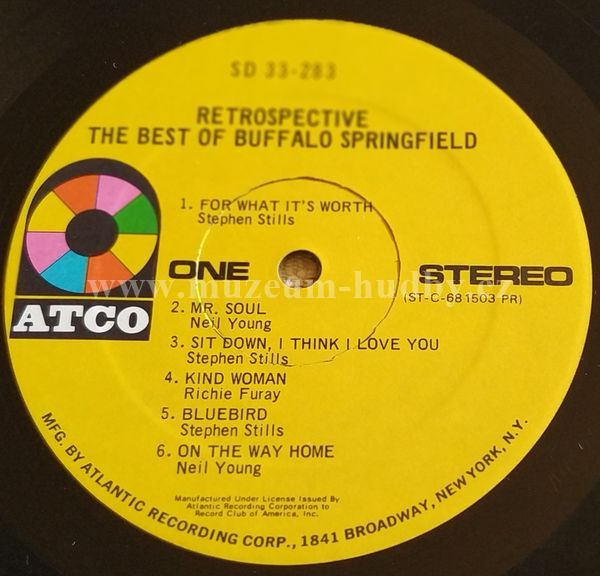 SD 33-283
RETROSPECTIVE
THE BEST OF BUFFALO SPRINGFIELD
1. FOR WHAT IT'S WORTH
Stephen Stills
ONE
STEREO
(ST-C-681503 PR)
ATCO
www.muzeum-hudby.cz
2. MR. SOUL
Neil Young
3. SIT DOWN, I THINK I LOVE YOU
Stephen Stills
4. KIND WOMAN
Richie Furay
5. BLUEBIRD
Stephen Stills
6. ON THE WAY HOME
Neil Young
Manufactured Under License Issued By
Atlantic Recording Corporation to
Record Club of America, Inc.
MFG. BY ATLANTIC RECORDING CORP., 1841 BROADWAY, NEW YORK, N.Y.